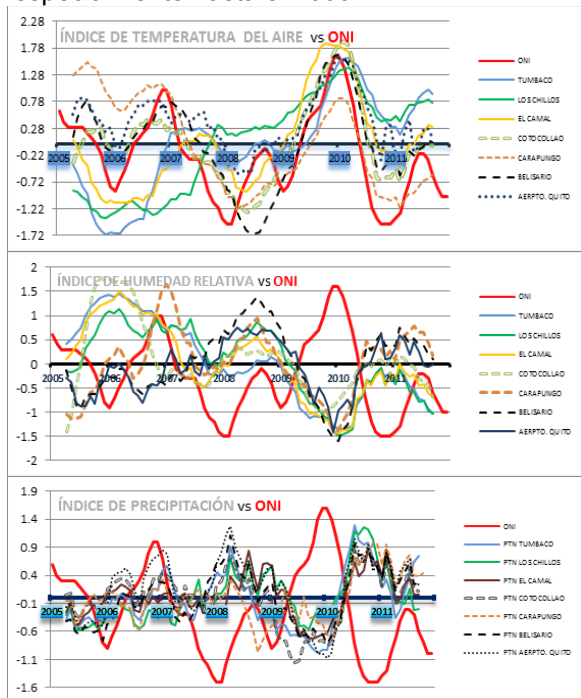 ÍNDICE DE TEMPERATURA DEL AIRE vs ONI
2.28
1.78
1.28
0.78
0.28
-0.22
-0.72
-1.22
-1.72
2005 2006 2007 2008 2009 2010 2011
ONI
TUMBACO
LOS CHILLOS
EL CAMAL
COTOCOLLAO
CARAPUNGO
BELISARIO
AERPTO. QUITO
ÍNDICE DE HUMEDAD RELATIVA vs ONI
2
1.5
1
0.5
0
-0.5
-1
-1.5
-2
2005 2006 2007 2008 2009 2010 2011
ONI
TUMBACO
LOS CHILLOS
EL CAMAL
COTOCOLLAO
CARAPUNGO
BELISARIO
AERPTO. QUITO
ÍNDICE DE PRECIPITACIÓN vs ONI
1.9
1.4
0.9
0.4
-0.1
-0.6
-1.1
-1.6
2005 2006 2007 2008 2009 2010 2011
ONI
PTN TUMBACO
PTN LOS CHILLOS
PTN EL CAMAL
PTN COTOCOLLAO
PTN CARAPUNGO
PTN BELISARIO
PTN AERPTO. QUITO